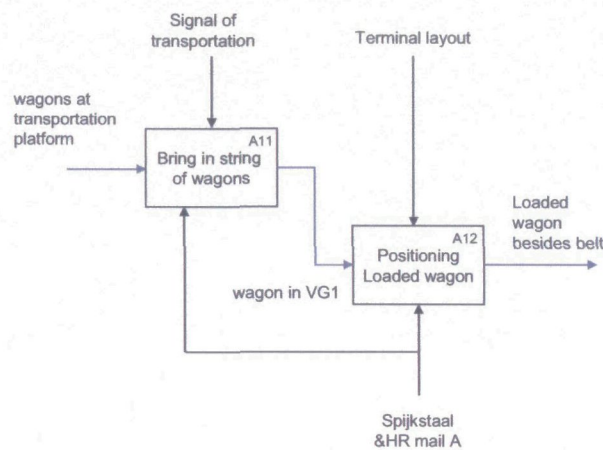 Signal of
transportation
Terminal layout
wagons at
transportation
platform
A11
Bring in string
of wagons
Loaded
wagon
besides belt
A12
Positioning
Loaded wagon
wagon in VG1
Spijkstaal
&HR mail A